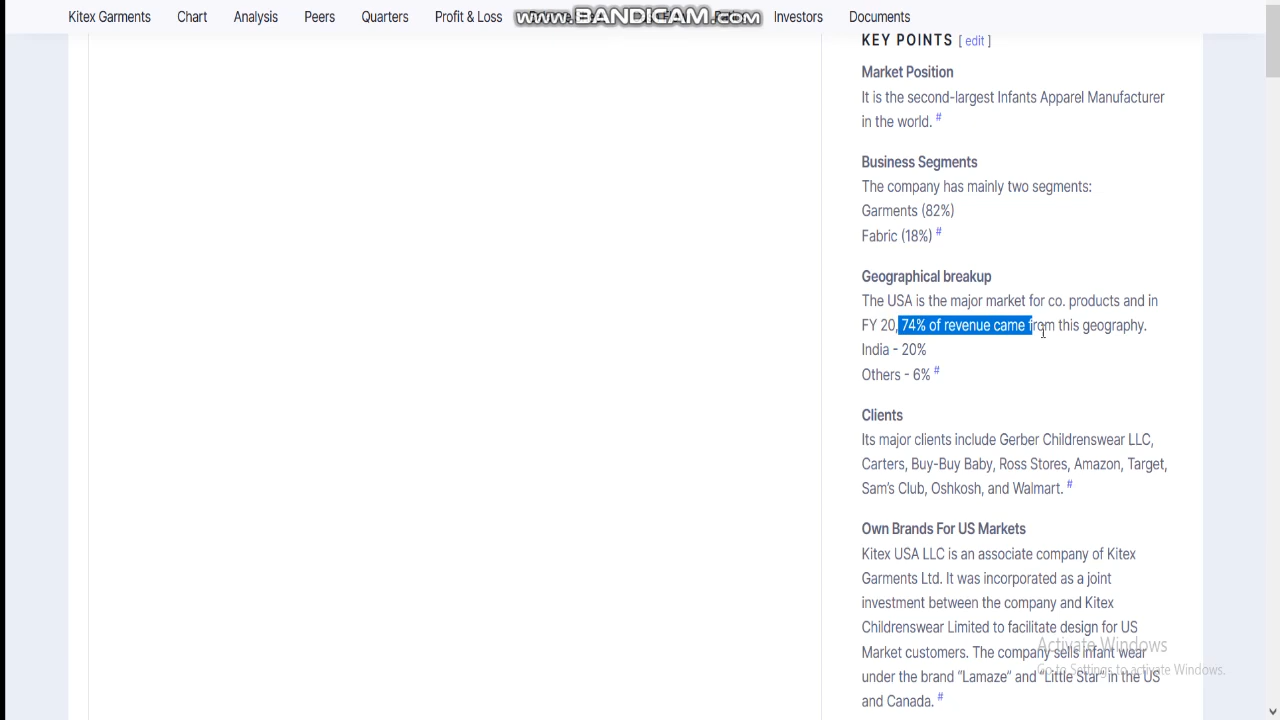 Kitex Garments Chart Analysis Peers Quarters Profit & Loss Investors Documents
www.BANDICAM.com
KEY POINTS [ edit ]
Market Position
It is the second-largest Infants Apparel Manufacturer
in the world. #
Business Segments
The company has mainly two segments:
Garments (82%)
Fabric (18%) #
Geographical breakup
The USA is the major market for co. products and in
FY 20, 74% of revenue came from this geography.
India - 20%
Others - 6% #
Clients
Its major clients include Gerber Childrenswear LLC,
Carters, Buy-Buy Baby, Ross Stores, Amazon, Target,
Sam's Club, Oshkosh, and Walmart. #
Own Brands For US Markets
Kitex USA LLC is an associate company of Kitex
Garments Ltd. It was incorporated as a joint
investment between the company and Kitex
Childrenswear Limited to facilitate design for US
Market customers. The company sells infant wear
under the brand “Lamaze” and “Little Star” in the US
and Canada. #
Activate Windows
Go to Settings to activate Windows.